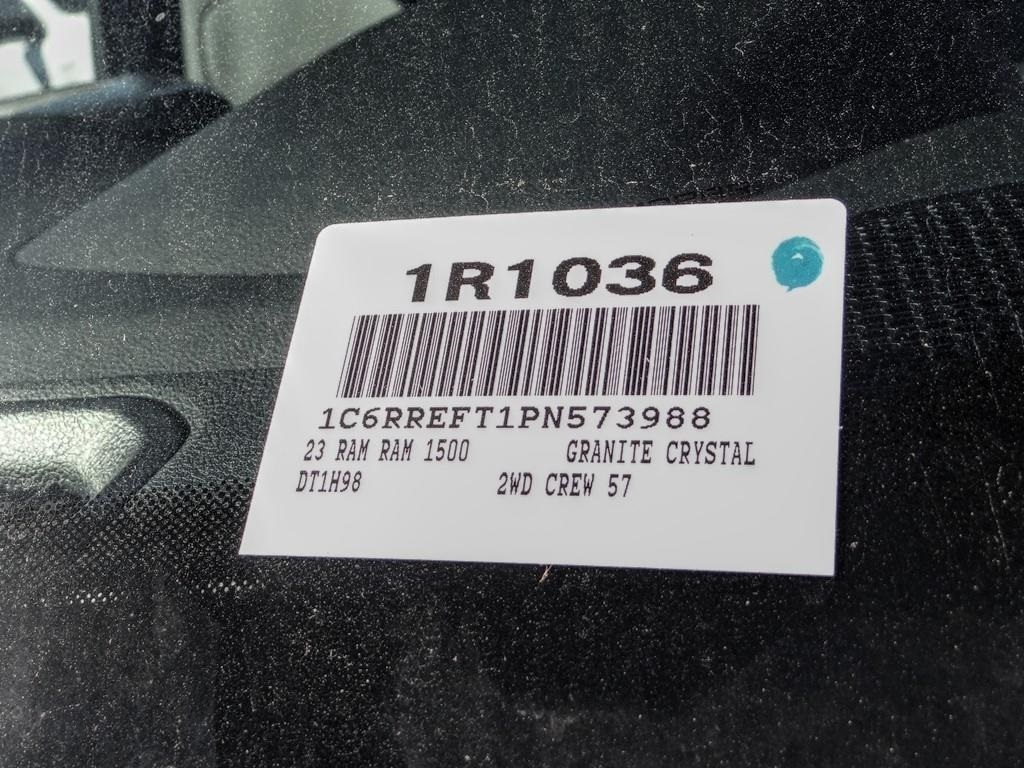 1R1036
1C6RREFT1PN573988
23 RAM RAM 1500 GRANITE CRYSTAL
DT1H98 2WD CREW 57